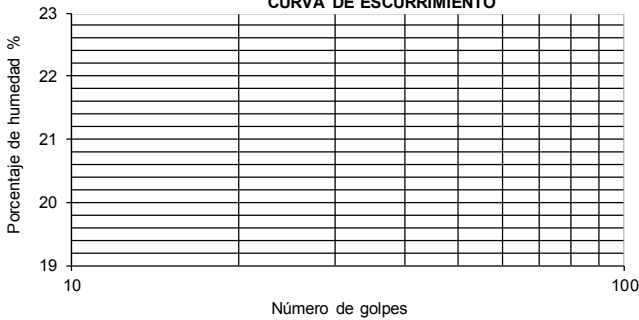 CURVA DE ESCURRIMIENTO
Porcentaje de humedad %
23
22
21
20
19
10
100
Número de golpes